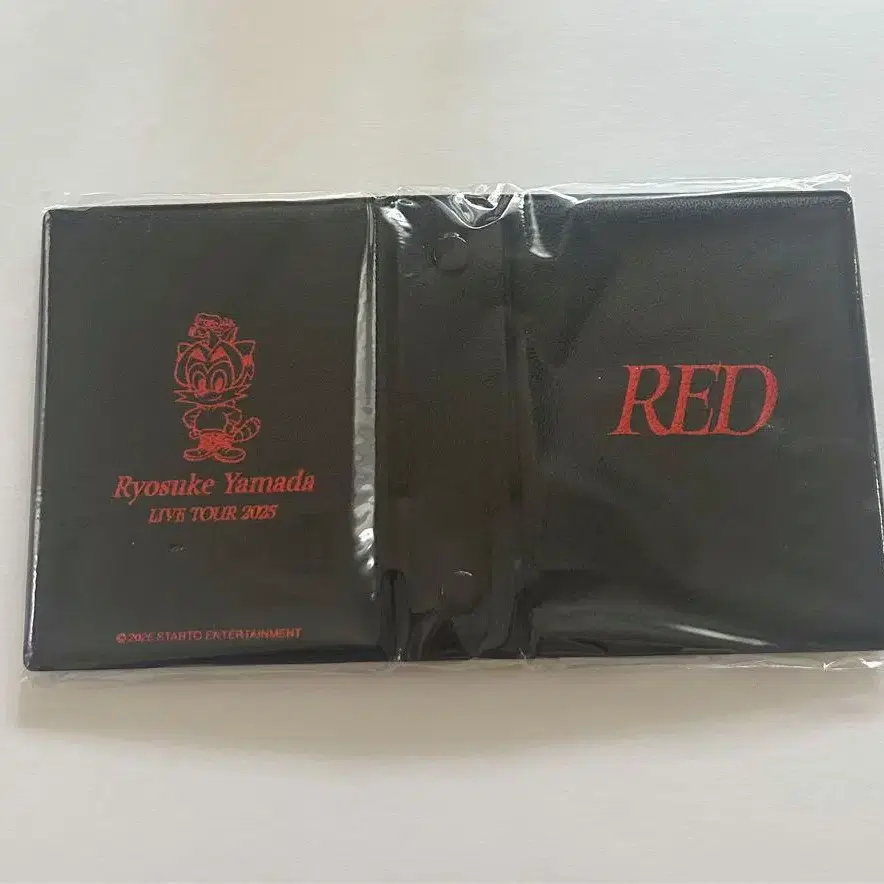 Ryosuke Yamada
LIVE TOUR 2025
© 2025 STARTO ENTERTAINMENT
RED